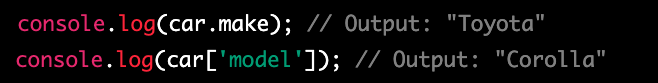 console.log(car.make); // Output: "Toyota"
console.log(car['model']); // Output: "Corolla"